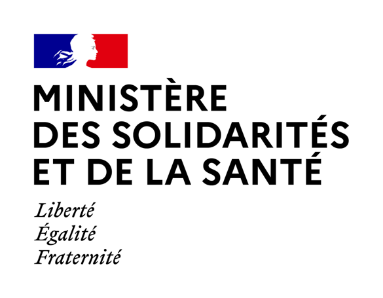 MINISTÈRE
DES SOLIDARITÉS
ET DE LA SANTÉ
Liberté
Égalité
Fraternité